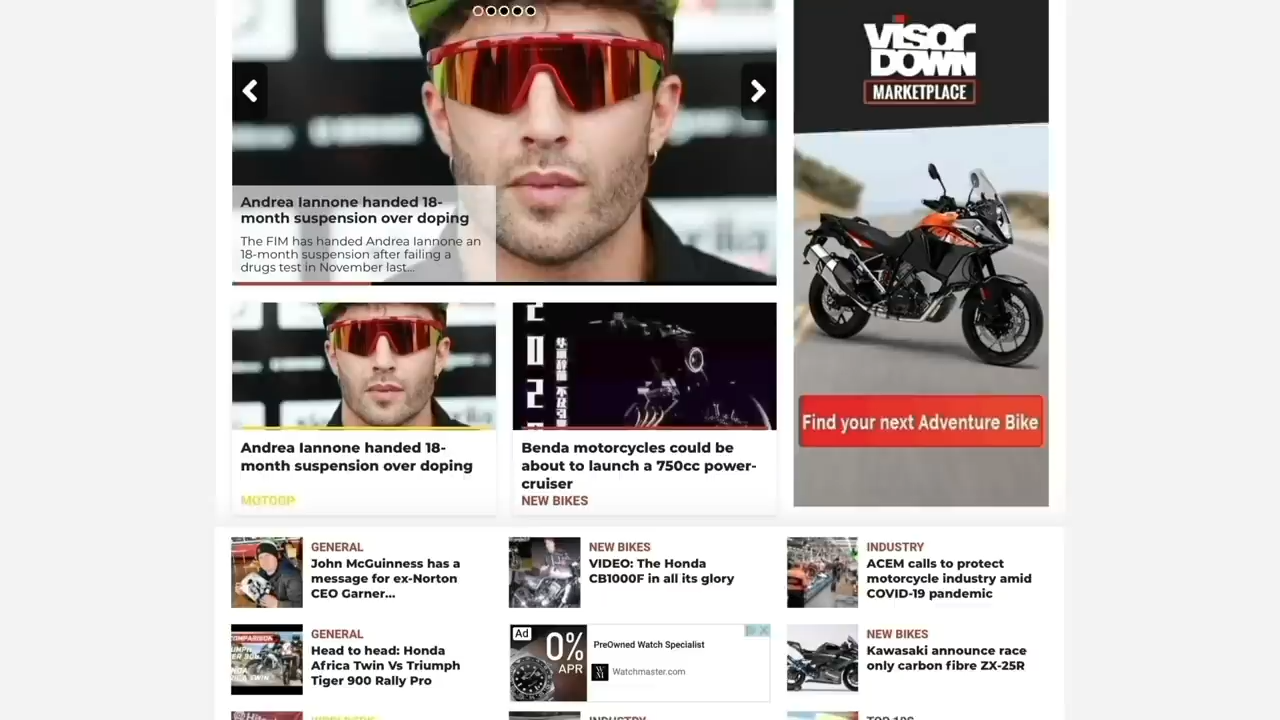 VISOR
DOWN
MARKETPLACE
Andrea Iannone handed 18-
month suspension over doping
The FIM has handed Andrea Iannone an
18-month suspension after failing a
drugs test in November last...
Find your next Adventure Bike
Andrea Iannone handed 18-
month suspension over doping
MOTOGP
Benda motorcycles could be
about to launch a 750cc power-
cruiser
NEW BIKES
GENERAL
John McGuinness has a
message for ex-Norton
CEO Garner...
NEW BIKES
VIDEO: The Honda
CB1000F in all its glory
INDUSTRY
ACEM calls to protect
motorcycle industry amid
COVID-19 pandemic
COMPARISON
GENERAL
Head to head: Honda
Africa Twin Vs Triumph
Tiger 900 Rally Pro
Ad
0%
APR
PreOwned Watch Specialist
Watchmaster.com
NEW BIKES
Kawasaki announce race
only carbon fibre ZX-25R
INDUSTRY
TOP 10S